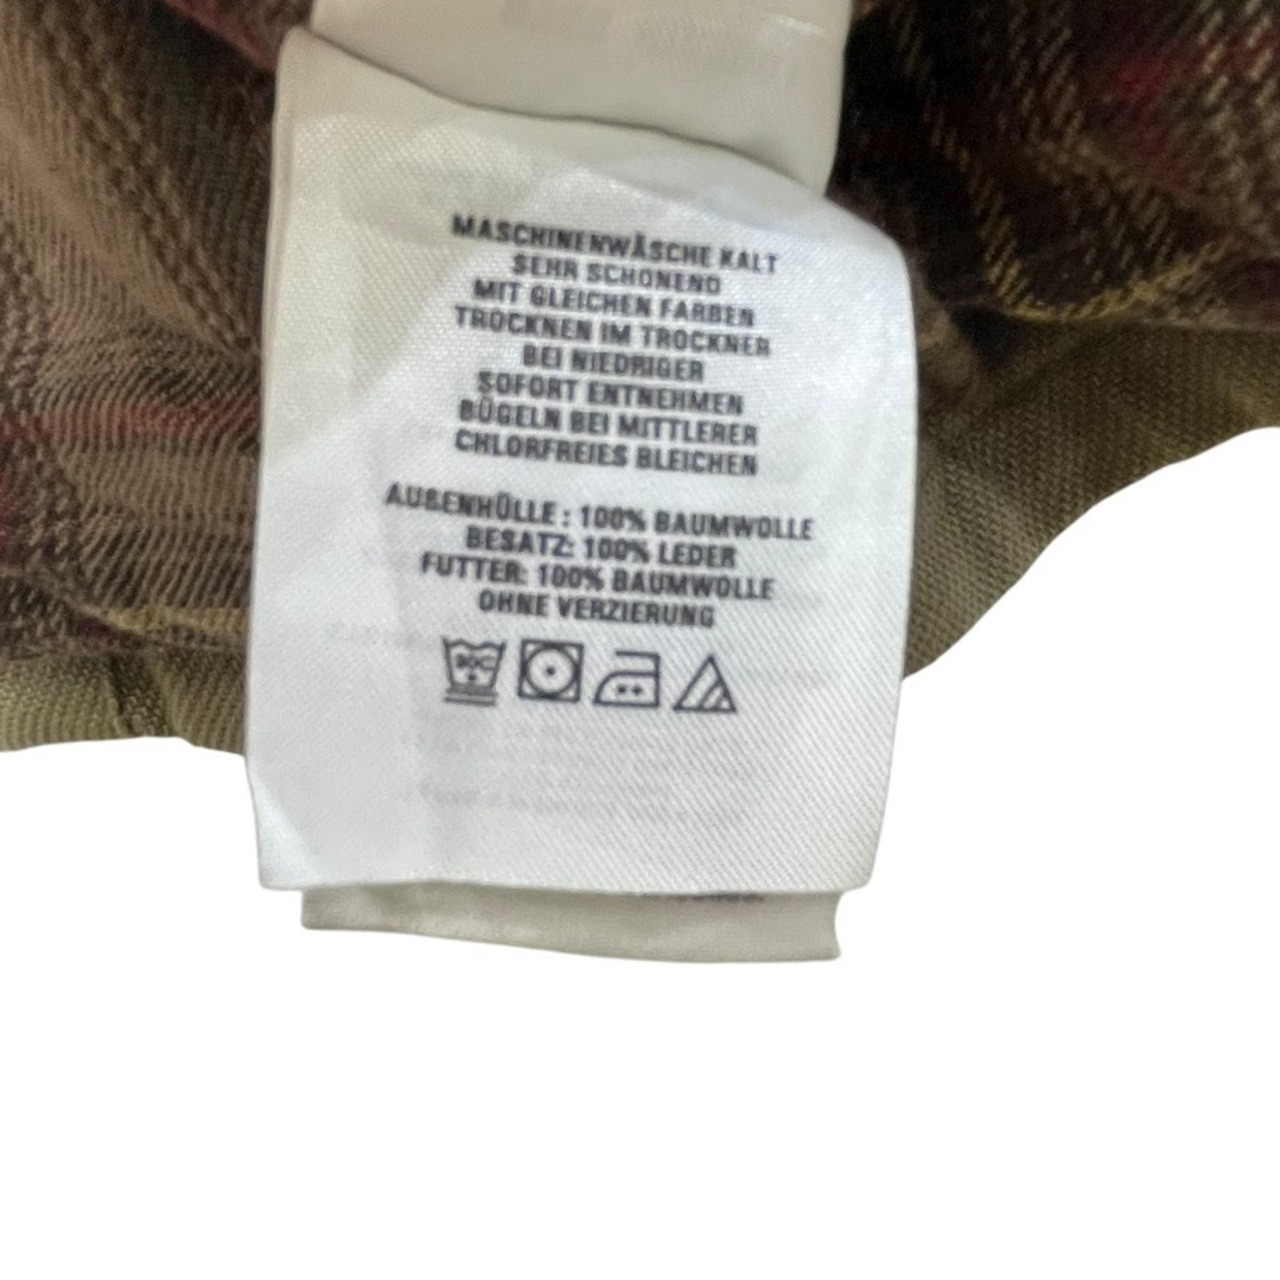 MASCHINENWÄSCHE KALT
SEHR SCHONEND
MIT GLEICHEN FARBEN
TROCKNEN IM TROCKNER
BEI NIEDRIGER
SOFORT ENTNEHMEN
BÜGELN BEI MITTLERER
CHLORFREIES BLEICHEN
AUßENHÜLLE : 100% BAUMWOLLE
BESATZ: 100% LEDER
FUTTER: 100% BAUMWOLLE
OHNE VERZIERUNG
30C